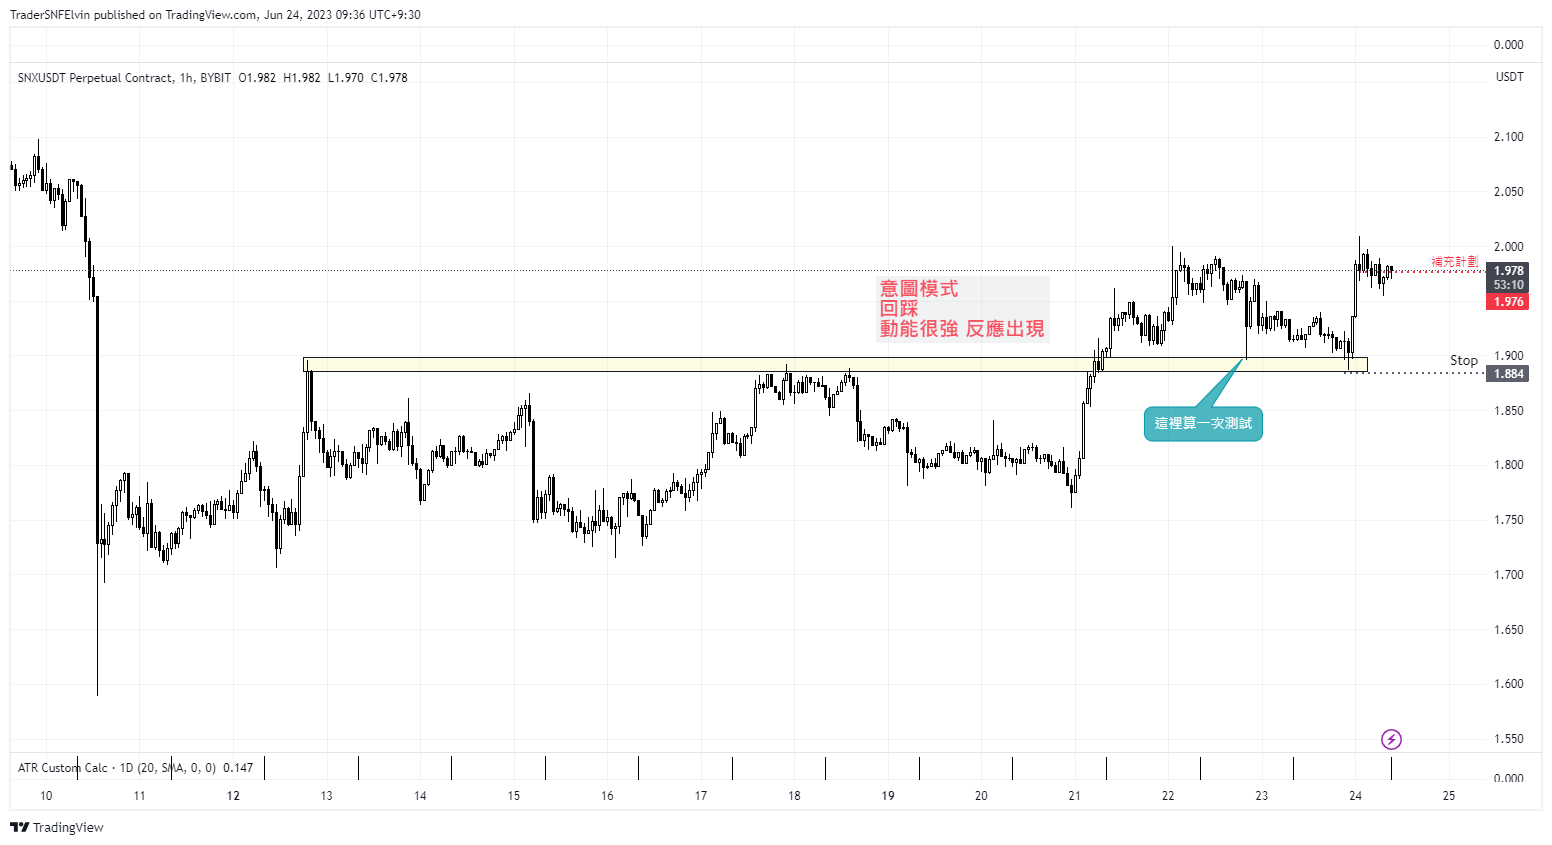 TraderSNFElvin published on TradingView.com, Jun 24, 2023 09:36 UTC+9:30
0.000
SNXUSDT Perpetual Contract, 1h, BYBIT O1.982 H1.982 L1.970 C1.978
USDT
2.100
2.050
2.000
補充計劃
1.978
53:10
1.976
意圖模式
回踩
動能很強 反應出現
1.900
Stop
1.884
1.850
這裡算一次測試
1.800
1.750
1.700
1.650
1.600
1.550
ATR Custom Calc · 1D (20, SMA, 0, 0) 0.147
0.000
10 11 12 13 14 15 16 17 18 19 20 21 22 23 24 25
TradingView